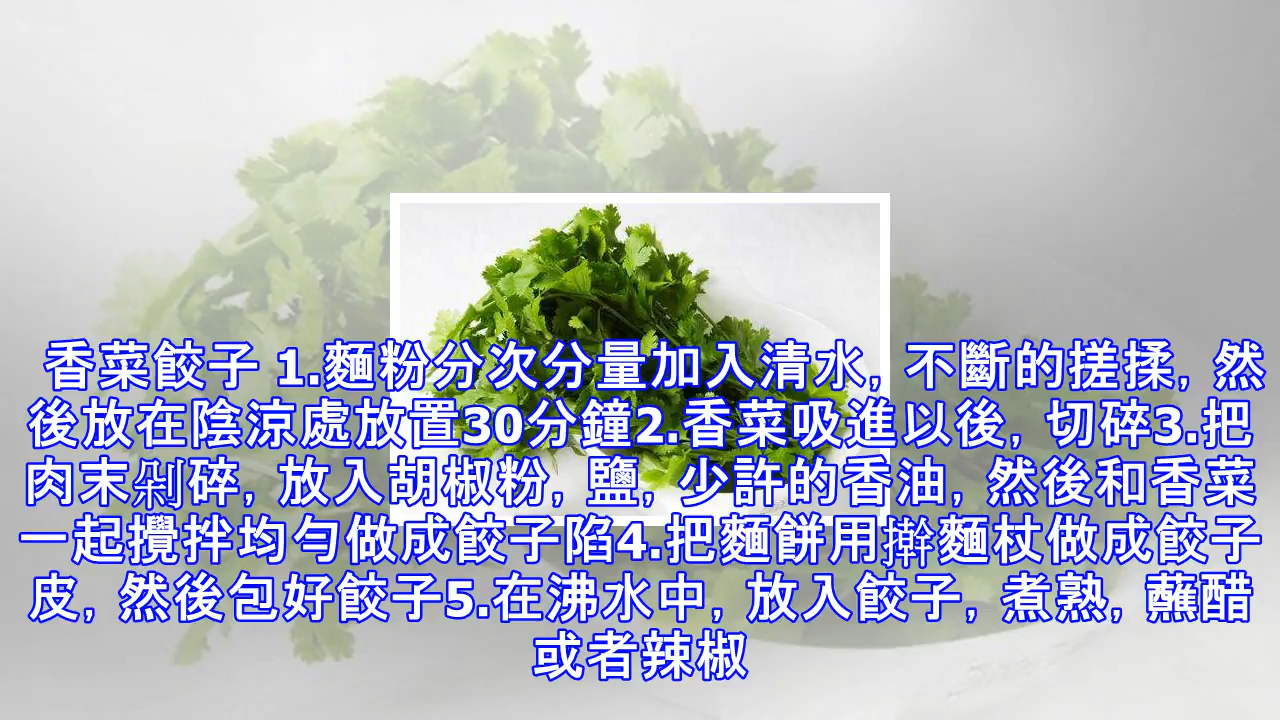 香菜餃子 1.麵粉分次分量加入清水, 不斷的搓揉, 然
後放在陰涼處放置30分鐘2.香菜吸進以後, 切碎3.把
肉末剁碎, 放入胡椒粉, 鹽, 少許的香油, 然後和香菜
一起攪拌均勻做成餃子陷4.把麵餅用擀麵杖做成餃子
皮, 然後包好餃子5.在沸水中, 放入餃子, 煮熟, 蘸醋
或者辣椒